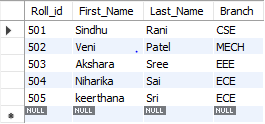 Roll_id First_Name Last_Name Branch
501 Sindhu Rani CSE
502 Veni Patel MECH
503 Akshara Sree EEE
504 Niharika Sai ECE
505 keerthana Sri ECE
NULL NULL NULL NULL